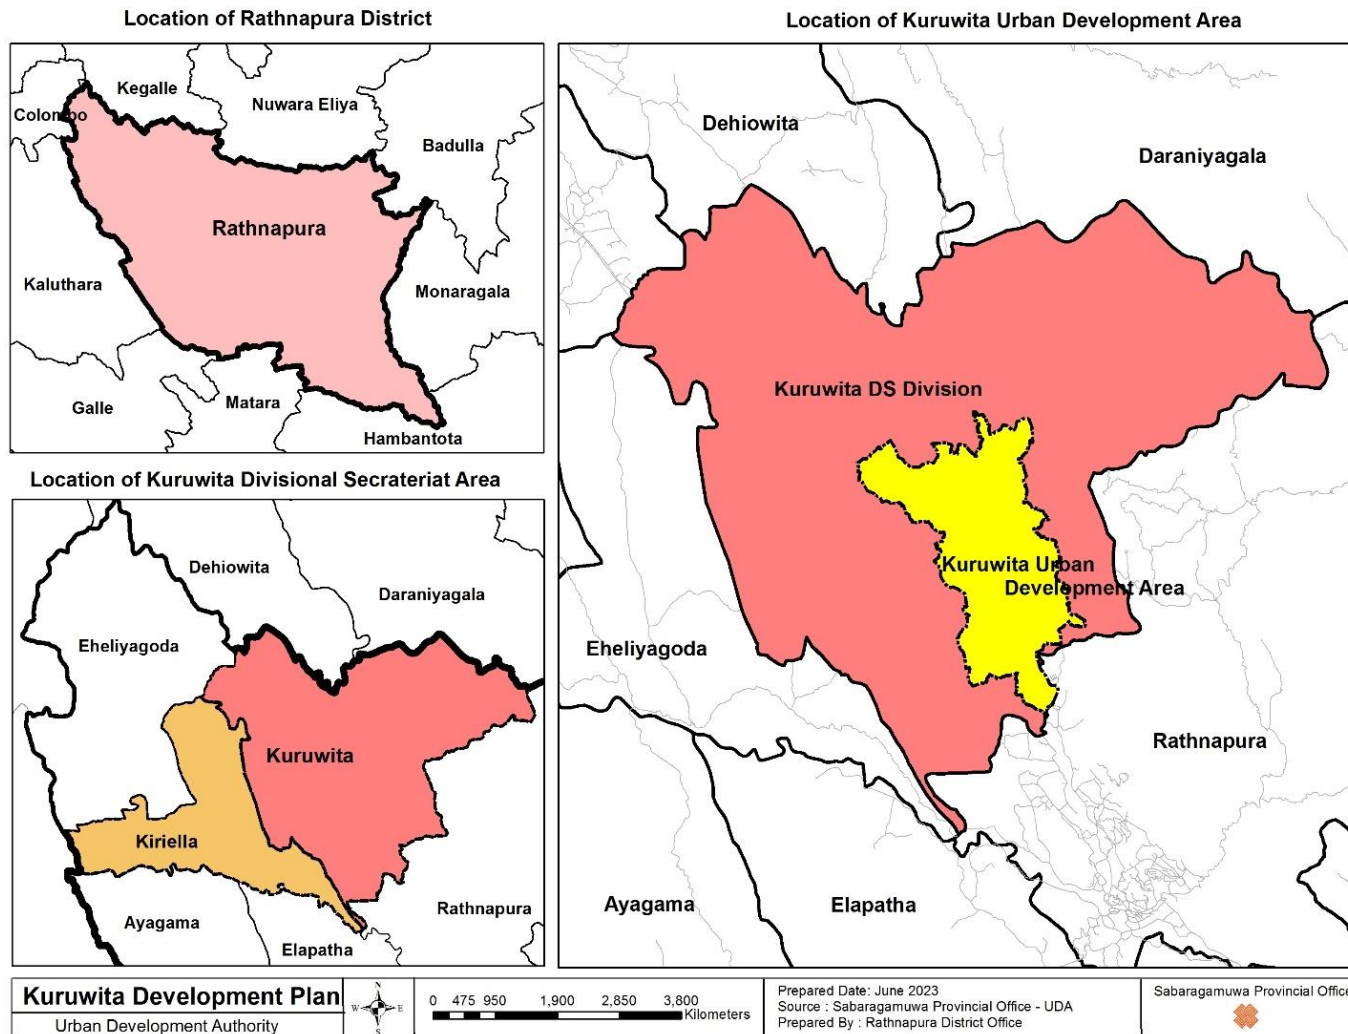 Location of Rathnapura District
Colombo
Kegalle
Nuwara Eliya
Badulla
Rathnapura
Kaluthara
Monaragala
Galle
Matara
Hambantota
Location of Kuruwita Divisional Secrateriat Area
Dehiowita
Daraniyagala
Eheliyagoda
Kuruwita
Kiriella
Ayagama
Elapatha
Rathnapura
Location of Kuruwita Urban Development Area
Dehiowita
Daraniyagala
Kuruwita DS Division
Kuruwita Urban
Development Area
Eheliyagoda
Rathnapura
Ayagama
Elapatha
Kuruwita Development Plan
Urban Development Authority
N
W E
S
0 475 950 1,900 2,850 3,800
Kilometers
Prepared Date: June 2023
Source : Sabaragamuwa Provincial Office - UDA
Prepared By : Rathnapura District Office
Sabaragamuwa Provincial Office